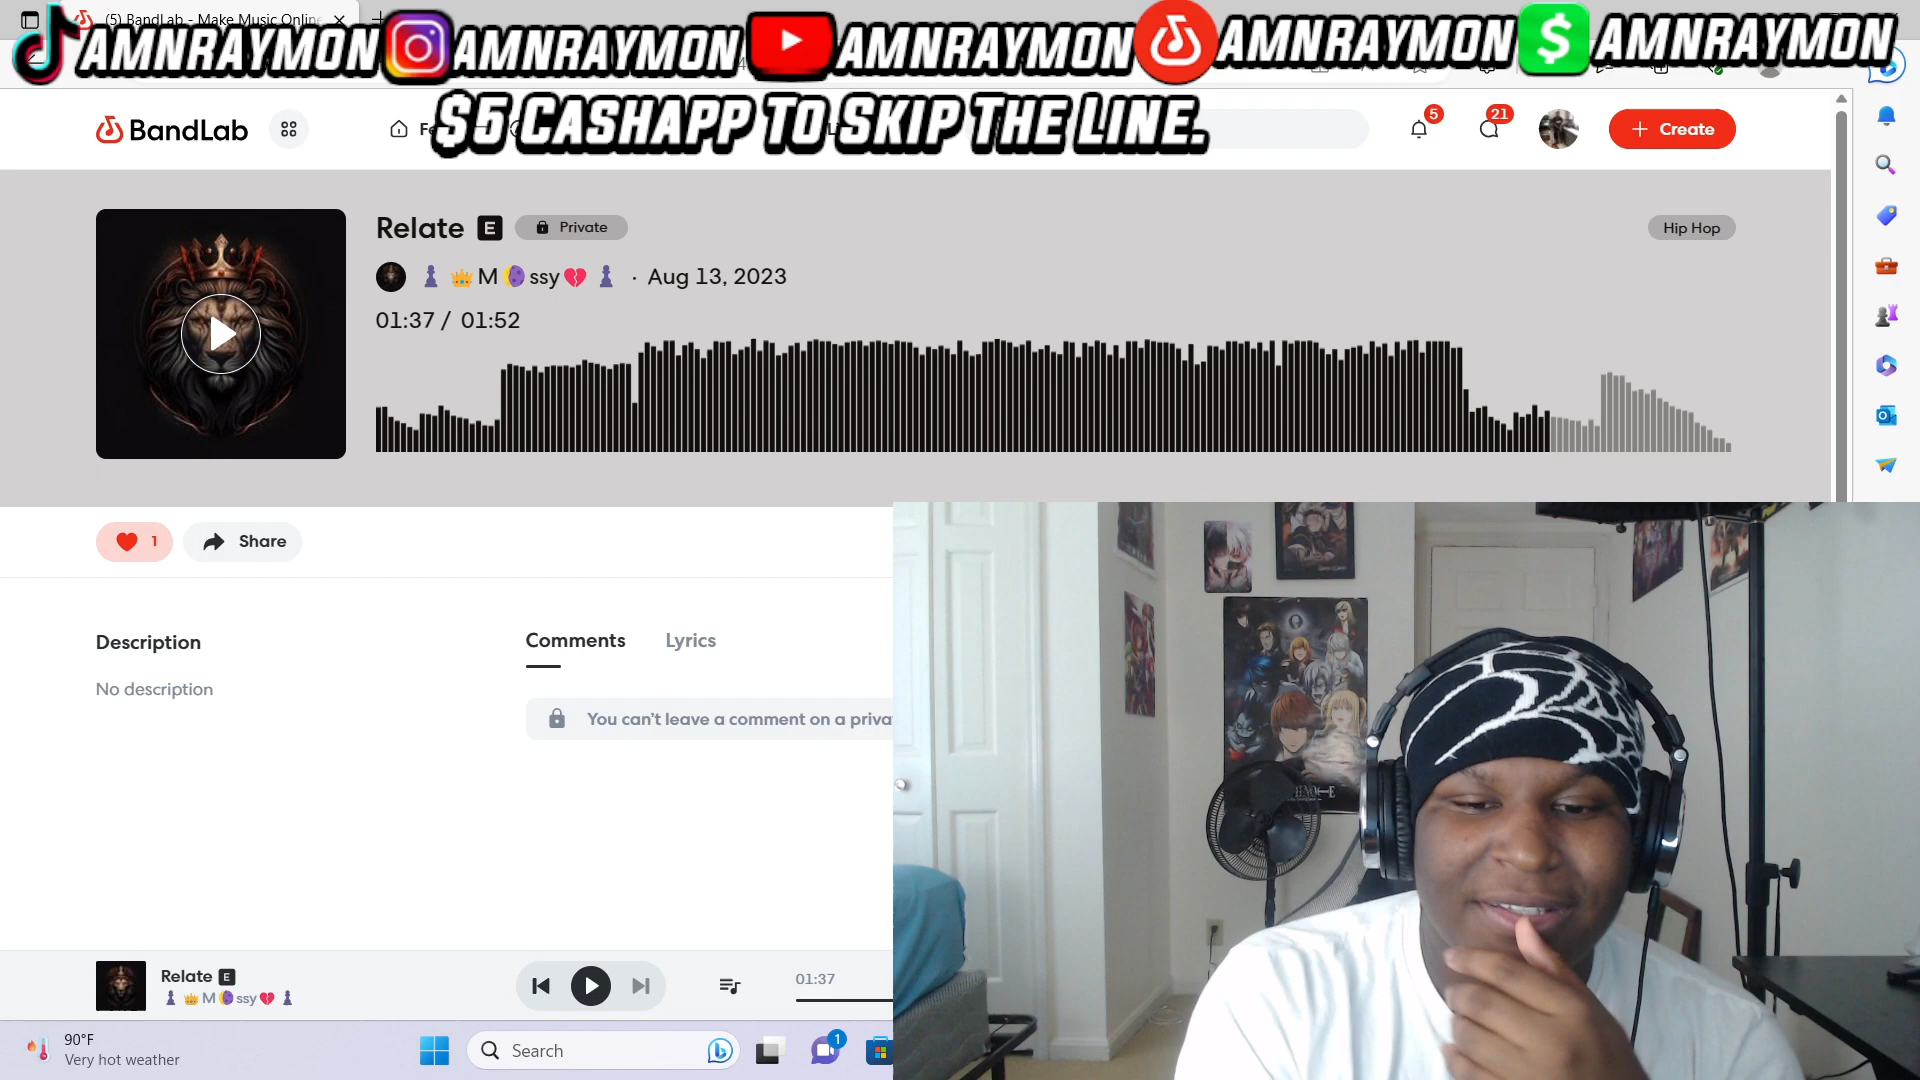 (5) BandLab - Make Music Online
AMNRAYMON AMNRAYMON AMNRAYMON AMNRAYMON AMNRAYMON
$5 CASHAPP TO SKIP THE LINE.
BandLab
Fe
5
21
+ Create
Relate E Private
Hip Hop
♟️ 👑 M🌖ssy💔 ♟️ · Aug 13, 2023
01:37 / 01:52
1
Share
Description
Comments
Lyrics
No description
You can't leave a comment on a priva
Relate E
♟️ 👑 M🌖ssy💔 ♟️
01:37
90°F
Very hot weather
Search
1